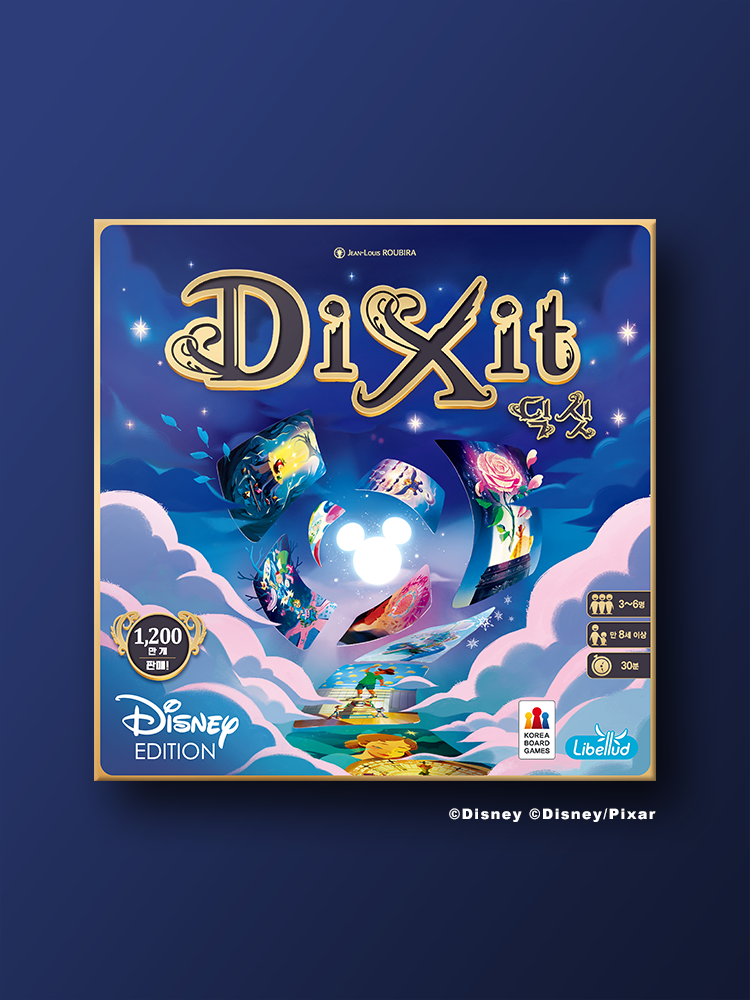 JEAN-LOUIS ROUBIRA
DiXit
딕싯
1,200
만 개
판매!
3~6명
만 8세 이상
30분
Disney
EDITION
KOREA
BOARD
GAMES
Libellud
©Disney ©Disney/Pixar